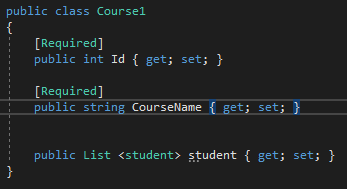 public class Course1
{
[Required]
public int Id { get; set; }
[Required]
public string CourseName { get; set; }
public List <student> student { get; set; }
}